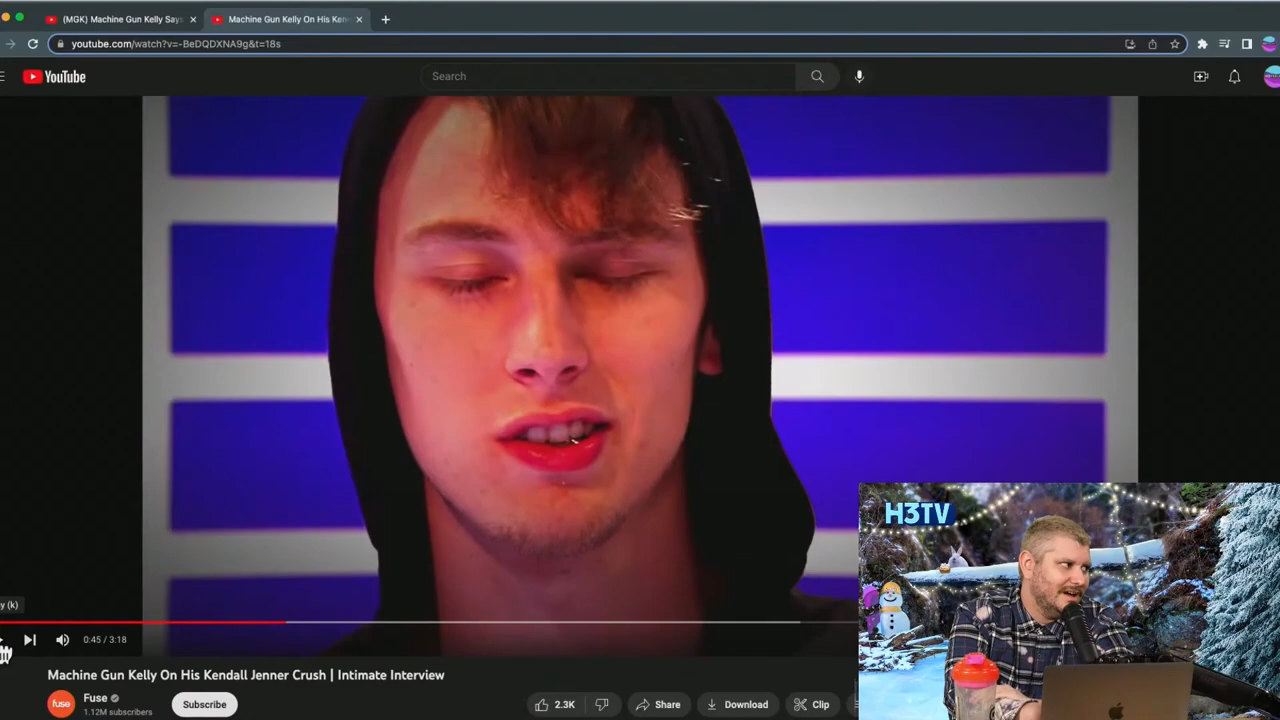 (MGK) Machine Gun Kelly Says
Machine Gun Kelly On His Ken
youtube.com/watch?v=-BeDQDXNA9g&t=18s
YouTube
Search
H3TV
y (k)
0:45 / 3:18
Machine Gun Kelly On His Kendall Jenner Crush | Intimate Interview
fuse
Fuse
1.12M subscribers
Subscribe
2.3K
Share
Download
Clip